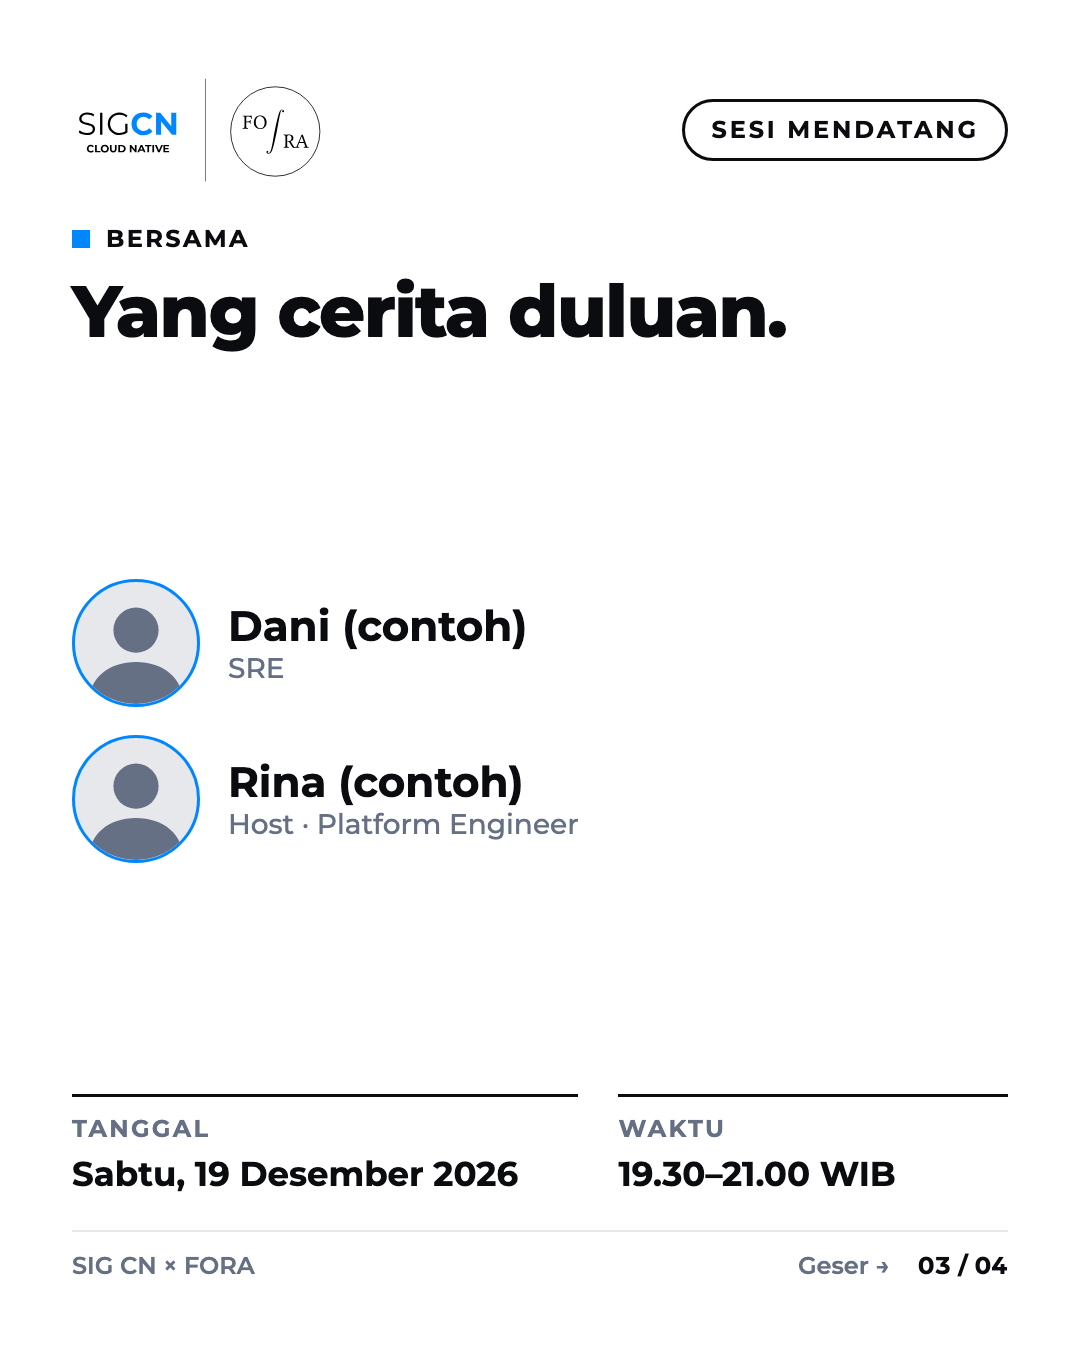 SIGCN
CLOUD NATIVE
FO
RA
SESI MENDATANG
BERSAMA
Yang cerita duluan.
Dani (contoh)
SRE
Rina (contoh)
Host · Platform Engineer
TANGGAL
Sabtu, 19 Desember 2026
WAKTU
19.30–21.00 WIB
SIG CN × FORA
Geser → 03 / 04